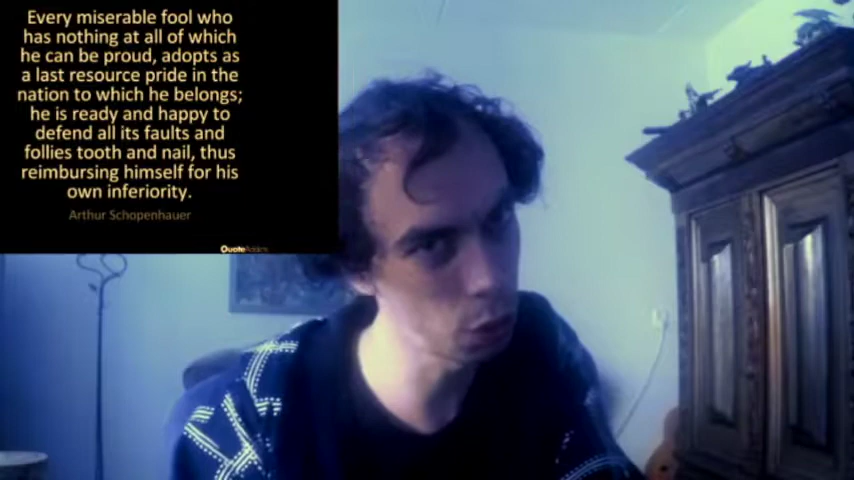 Every miserable fool who
has nothing at all of which
he can be proud, adopts as
a last resource pride in the
nation to which he belongs;
he is ready and happy to
defend all its faults and
follies tooth and nail, thus
reimbursing himself for his
own inferiority.
Arthur Schopenhauer
Quote